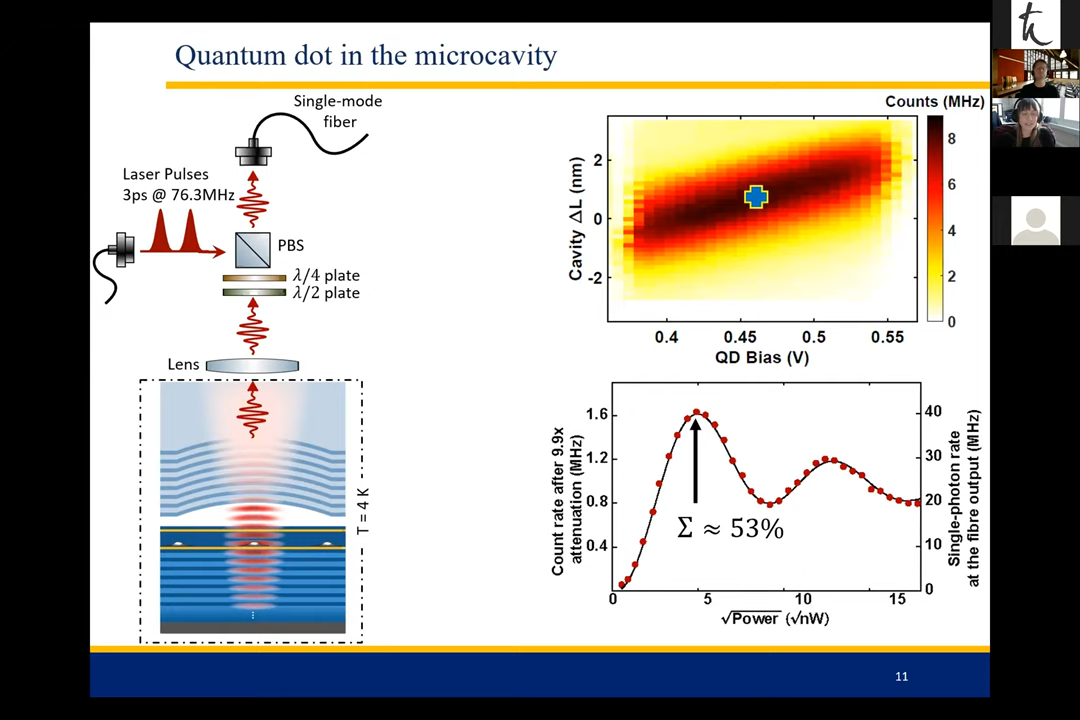 Quantum dot in the microcavity
Single-mode
fiber
Laser Pulses
3ps @ 76.3MHz
PBS
λ/4 plate
λ/2 plate
Lens
T = 4 K
Counts (MHz)
8
6
4
2
0
Cavity ΔL (nm)
2
0
-2
0.4
0.45
0.5
0.55
QD Bias (V)
Count rate after 9.9x
attenuation (MHz)
1.6
1.2
0.8
0.4
Σ ≈ 53%
40
30
20
10
0
Single-photon rate
at the fibre output (MHz)
0
5
10
15
√Power (√nW)
11